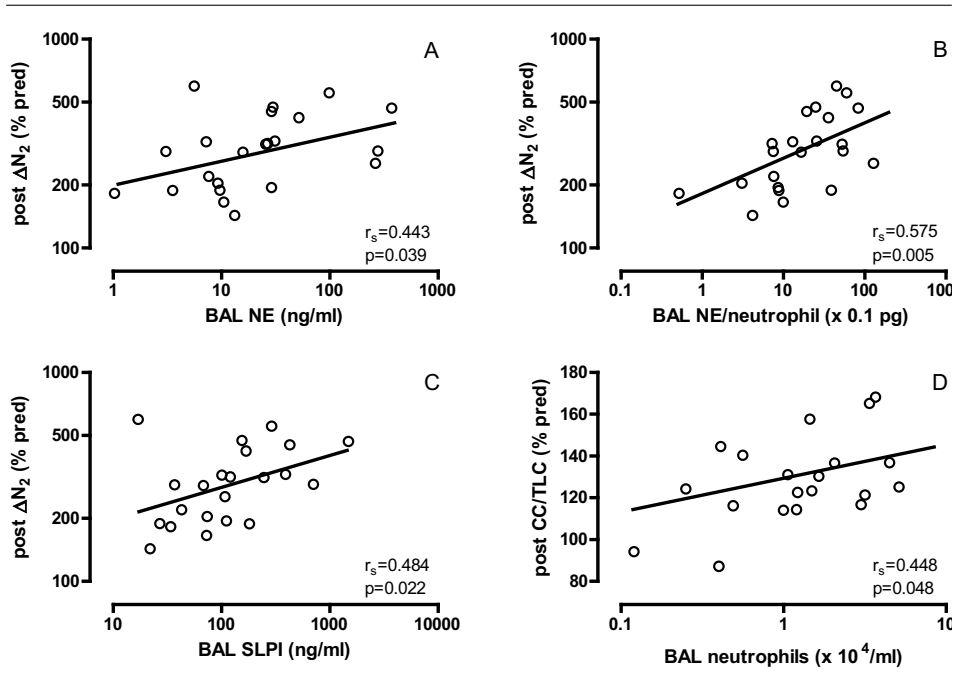 A
1000
500
200
100
post ΔN₂ (% pred)
rₛ=0.443
p=0.039
1 10 100 1000
BAL NE (ng/ml)
B
1000
500
200
100
post ΔN₂ (% pred)
rₛ=0.575
p=0.005
0.1 1 10 100
BAL NE/neutrophil (x 0.1 pg)
C
1000
500
200
100
post ΔN₂ (% pred)
rₛ=0.484
p=0.022
10 100 1000 10000
BAL SLPI (ng/ml)
D
180
160
140
120
100
80
post CC/TLC (% pred)
rₛ=0.448
p=0.048
0.1 1 10
BAL neutrophils (x 10⁴/ml)